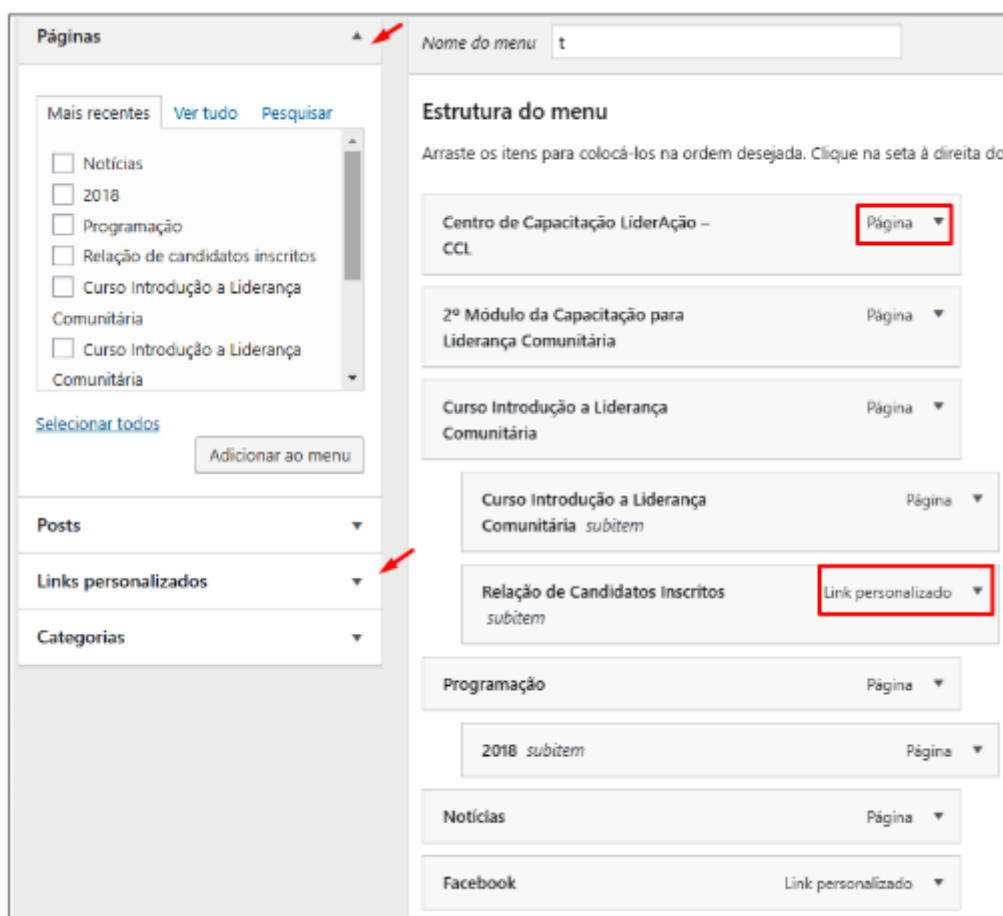 Páginas
Mais recentes Ver tudo Pesquisar
Notícias
2018
Programação
Relação de candidatos inscritos
Curso Introdução a Liderança
Comunitária
Curso Introdução a Liderança
Comunitária
Selecionar todos
Adicionar ao menu
Posts
Links personalizados
Categorias
Nome do menu t
Estrutura do menu
Arraste os itens para colocá-los na ordem desejada. Clique na seta à direita do
Centro de Capacitação LíderAção – Página
CCL
2º Módulo da Capacitação para Página
Liderança Comunitária
Curso Introdução a Liderança Página
Comunitária
Curso Introdução a Liderança Página
Comunitária subitem
Relação de Candidatos Inscritos Link personalizado
subitem
Programação Página
2018 subitem Página
Notícias Página
Facebook Link personalizado